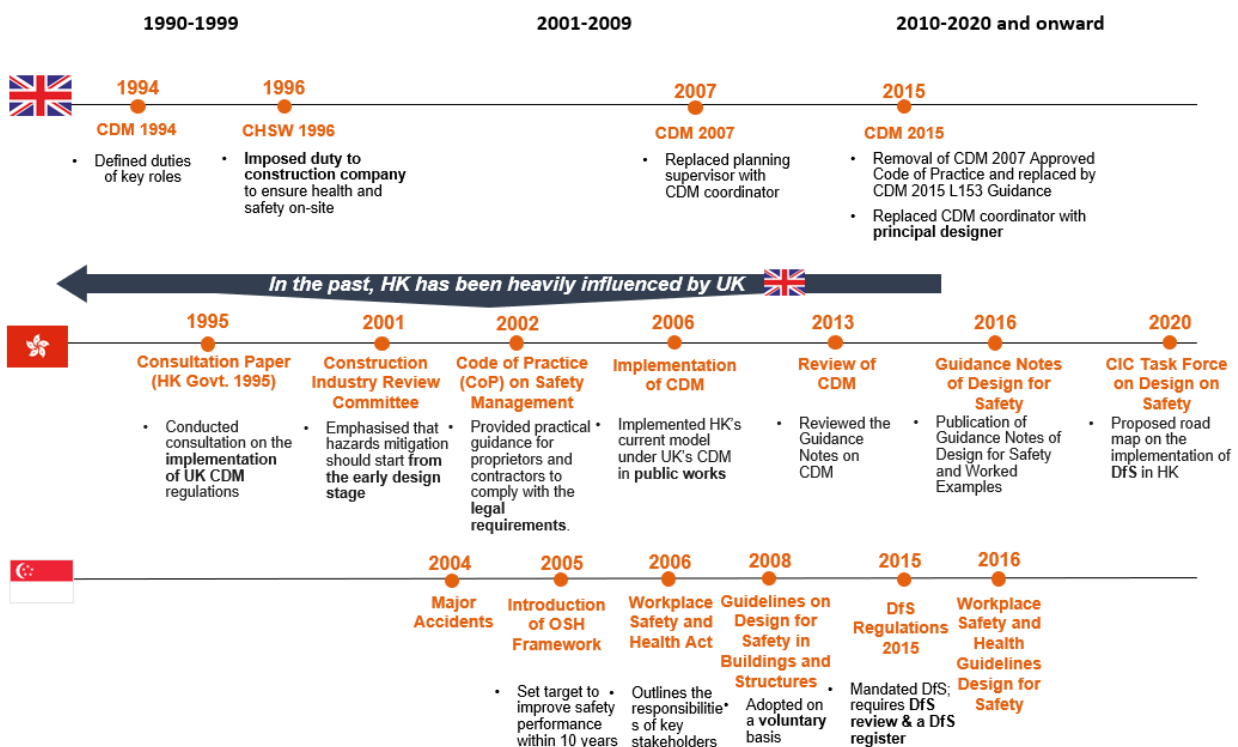 1990-1999
2001-2009
2010-2020 and onward
1994
CDM 1994
• Defined duties
of key roles
1996
CHSW 1996
• Imposed duty to
construction company
to ensure health and
safety on-site
2007
CDM 2007
• Replaced planning
supervisor with
CDM coordinator
2015
CDM 2015
• Removal of CDM 2007 Approved
Code of Practice and replaced by
CDM 2015 L153 Guidance
• Replaced CDM coordinator with
principal designer
In the past, HK has been heavily influenced by UK
1995
Consultation Paper
(HK Govt. 1995)
• Conducted
consultation on the
implementation
of UK CDM
regulations
2001
Construction
Industry Review
Committee
• Emphasised that
hazards mitigation
should start from
the early design
stage
2002
Code of Practice
(CoP) on Safety
Management
• Provided practical
guidance for
proprietors and
contractors to
comply with the
legal
requirements.
2006
Implementation
of CDM
• Implemented HK's
current model
under UK's CDM
in public works
2013
Review of
CDM
• Reviewed the
Guidance
Notes on
CDM
2016
Guidance Notes
of Design for
Safety
• Publication of
Guidance Notes of
Design for Safety
and Worked
Examples
2020
CIC Task Force
on Design on
Safety
• Proposed road
map on the
implementation of
DfS in HK
2004
Major
Accidents
2005
Introduction
of OSH
Framework
• Set target to
improve safety
performance
within 10 years
2006
Workplace
Safety and
Health Act
• Outlines the
responsibilitie
s of key
stakeholders
2008
Guidelines on
Design for
Safety in
Buildings and
Structures
• Adopted on
a voluntary
basis
2015
DfS
Regulations
2015
• Mandated DfS;
requires DfS
review & a DfS
register
2016
Workplace
Safety and
Health
Guidelines
Design for
Safety